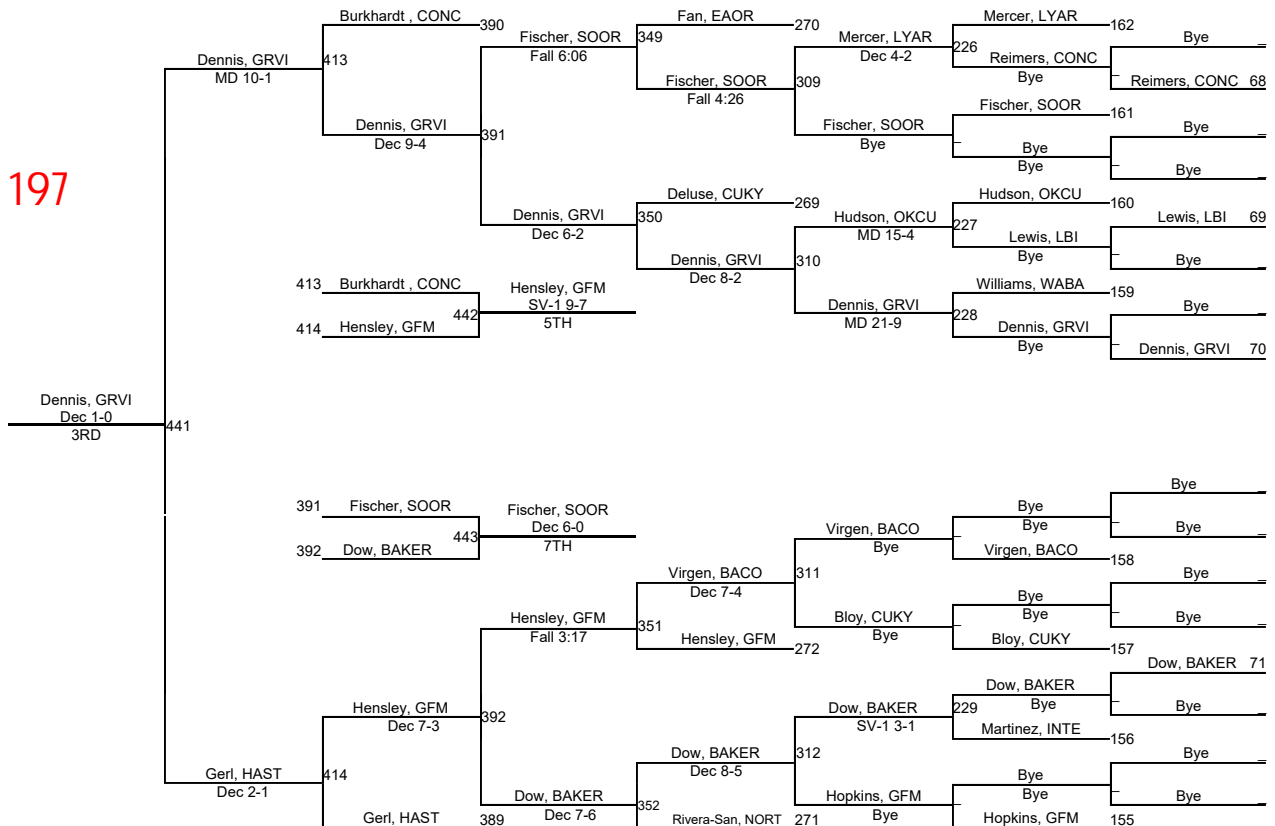 Burkhardt , CONC
390
Fan, EAOR
270
Mercer, LYAR
162
Fischer, SOOR
349
Mercer, LYAR
Bye
Dennis, GRVI
413
Fall 6:06
Dec 4-2
226
Reimers, CONC
MD 10-1
Fischer, SOOR
309
Bye
Reimers, CONC 68
Fall 4:26
Fischer, SOOR
161
Dennis, GRVI
391
Fischer, SOOR
Bye
Dec 9-4
Bye
Bye
Bye
Bye
197
Deluse, CUKY
269
Hudson, OKCU
160
Dennis, GRVI
350
Hudson, OKCU
227
Lewis, LBI 69
Dec 6-2
MD 15-4
Lewis, LBI
Dennis, GRVI
310
Bye
Bye
Dec 8-2
413
Burkhardt , CONC
Hensley, GFM
Williams, WABA
159
SV-1 9-7
Dennis, GRVI
Bye
442
5TH
MD 21-9
228
414
Hensley, GFM
Dennis, GRVI
Bye
Dennis, GRVI 70
Dennis, GRVI
Dec 1-0
441
3RD
Bye
391
Fischer, SOOR
Fischer, SOOR
Bye
Dec 6-0
Virgen, BACO
Bye
Bye
443
7TH
Bye
392
Dow, BAKER
Virgen, BACO
158
Virgen, BACO
311
Bye
Dec 7-4
Bye
Hensley, GFM
351
Bloy, CUKY
Bye
Bye
Fall 3:17
Bye
Hensley, GFM
272
Bloy, CUKY
157
Dow, BAKER 71
Dow, BAKER
Hensley, GFM
392
Dow, BAKER
229
Bye
Bye
Dec 7-3
SV-1 3-1
Martinez, INTE
156
Dow, BAKER
312
Bye
Gerl, HAST
414
Dec 8-5
Bye
Dec 2-1
Dow, BAKER
352
Hopkins, GFM
Bye
Bye
Gerl, HAST
389
Dec 7-6
Rivera-San, NORT
271
Bye
Hopkins, GFM
155